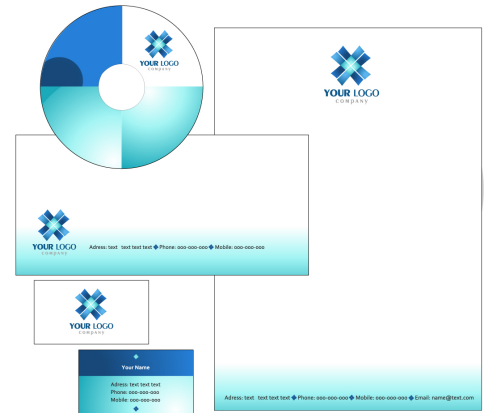 YOUR LOGO
company
YOUR LOGO
company
YOUR LOGO
company
Adress: text text text text ◆ Phone: 000-000-000 ◆ Mobile: 000-000-000
YOUR LOGO
company
Your Name
Adress: text text text
Phone: 000-000-000
Mobile: 000-000-000
Adress: text text text text ◆ Phone: 000-000-000 ◆ Mobile: 000-000-000 ◆ Email: name@text.com